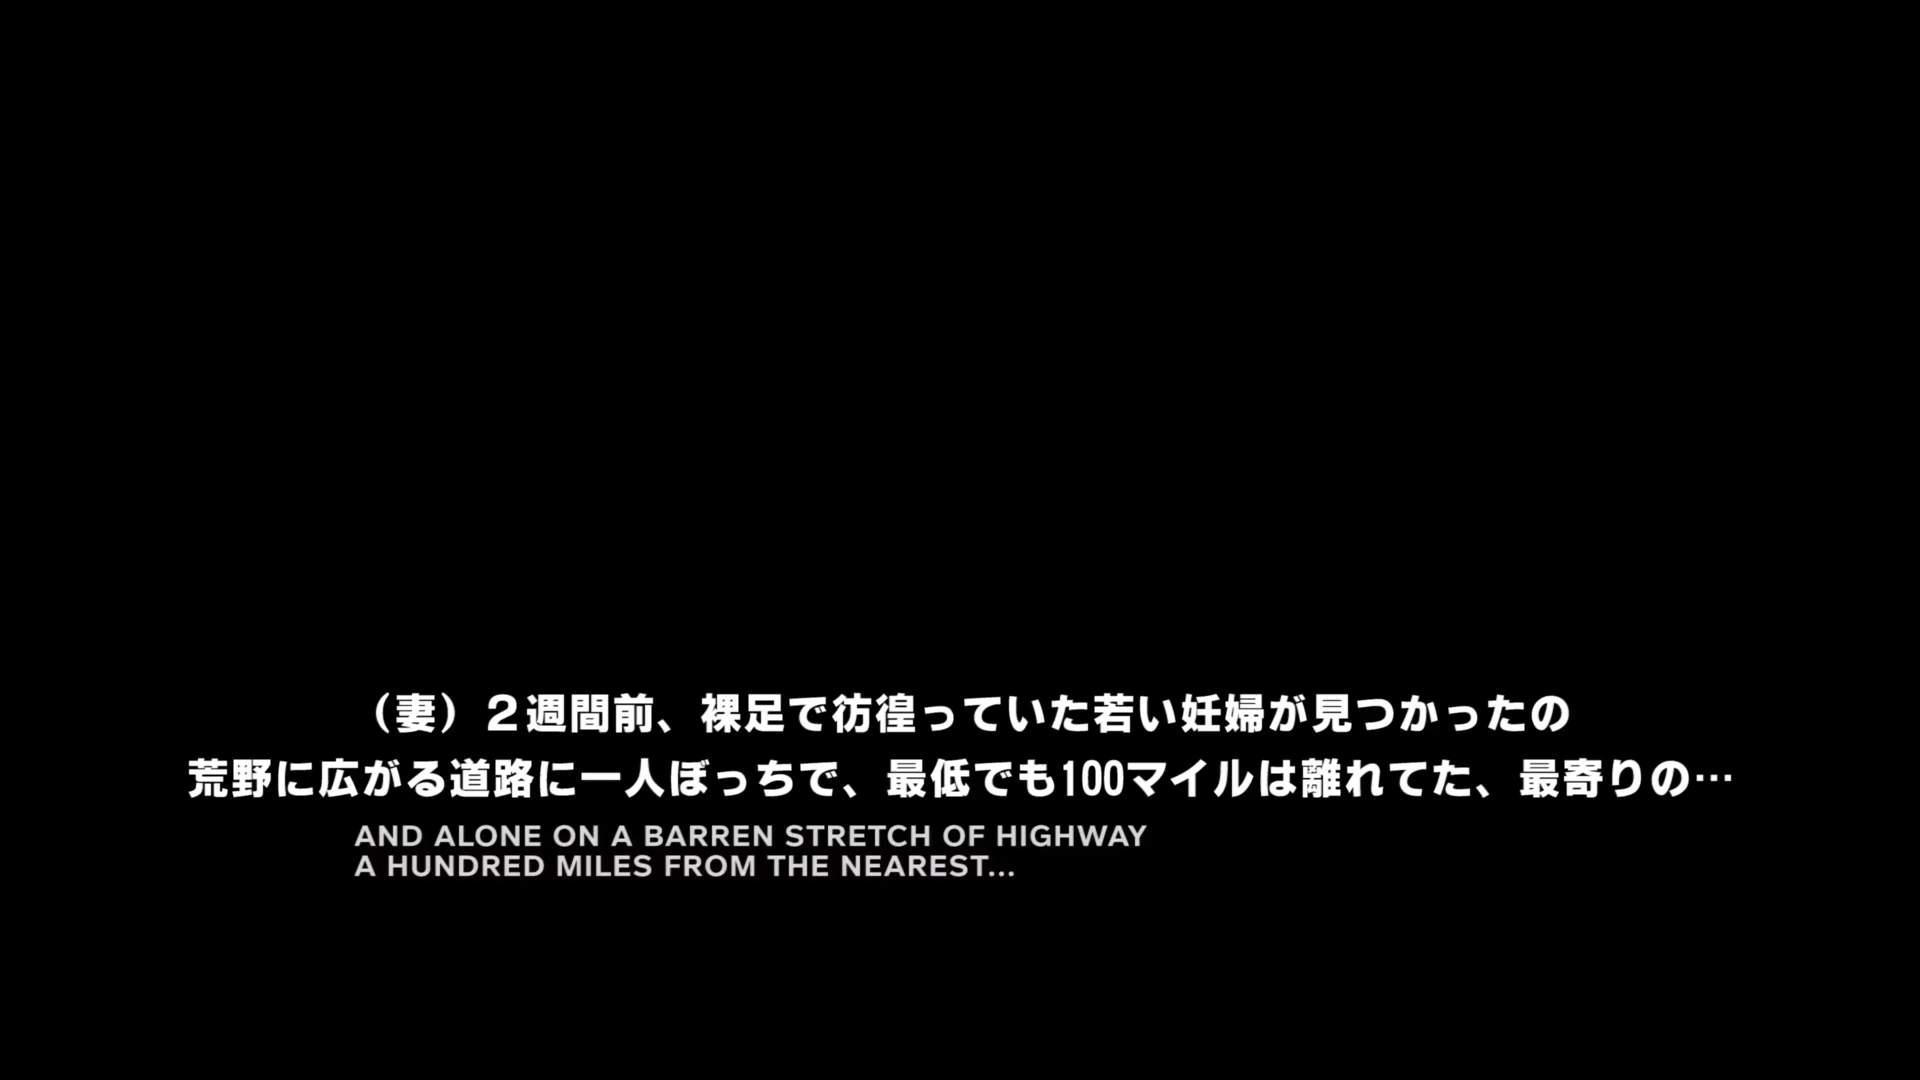 （妻）２週間前、裸足で彷徨っていた若い妊婦が見つかったの
荒野に広がる道路に一人ぼっちで、最低でも100マイルは離れてた、最寄りの…
AND ALONE ON A BARREN STRETCH OF HIGHWAY
A HUNDRED MILES FROM THE NEAREST...